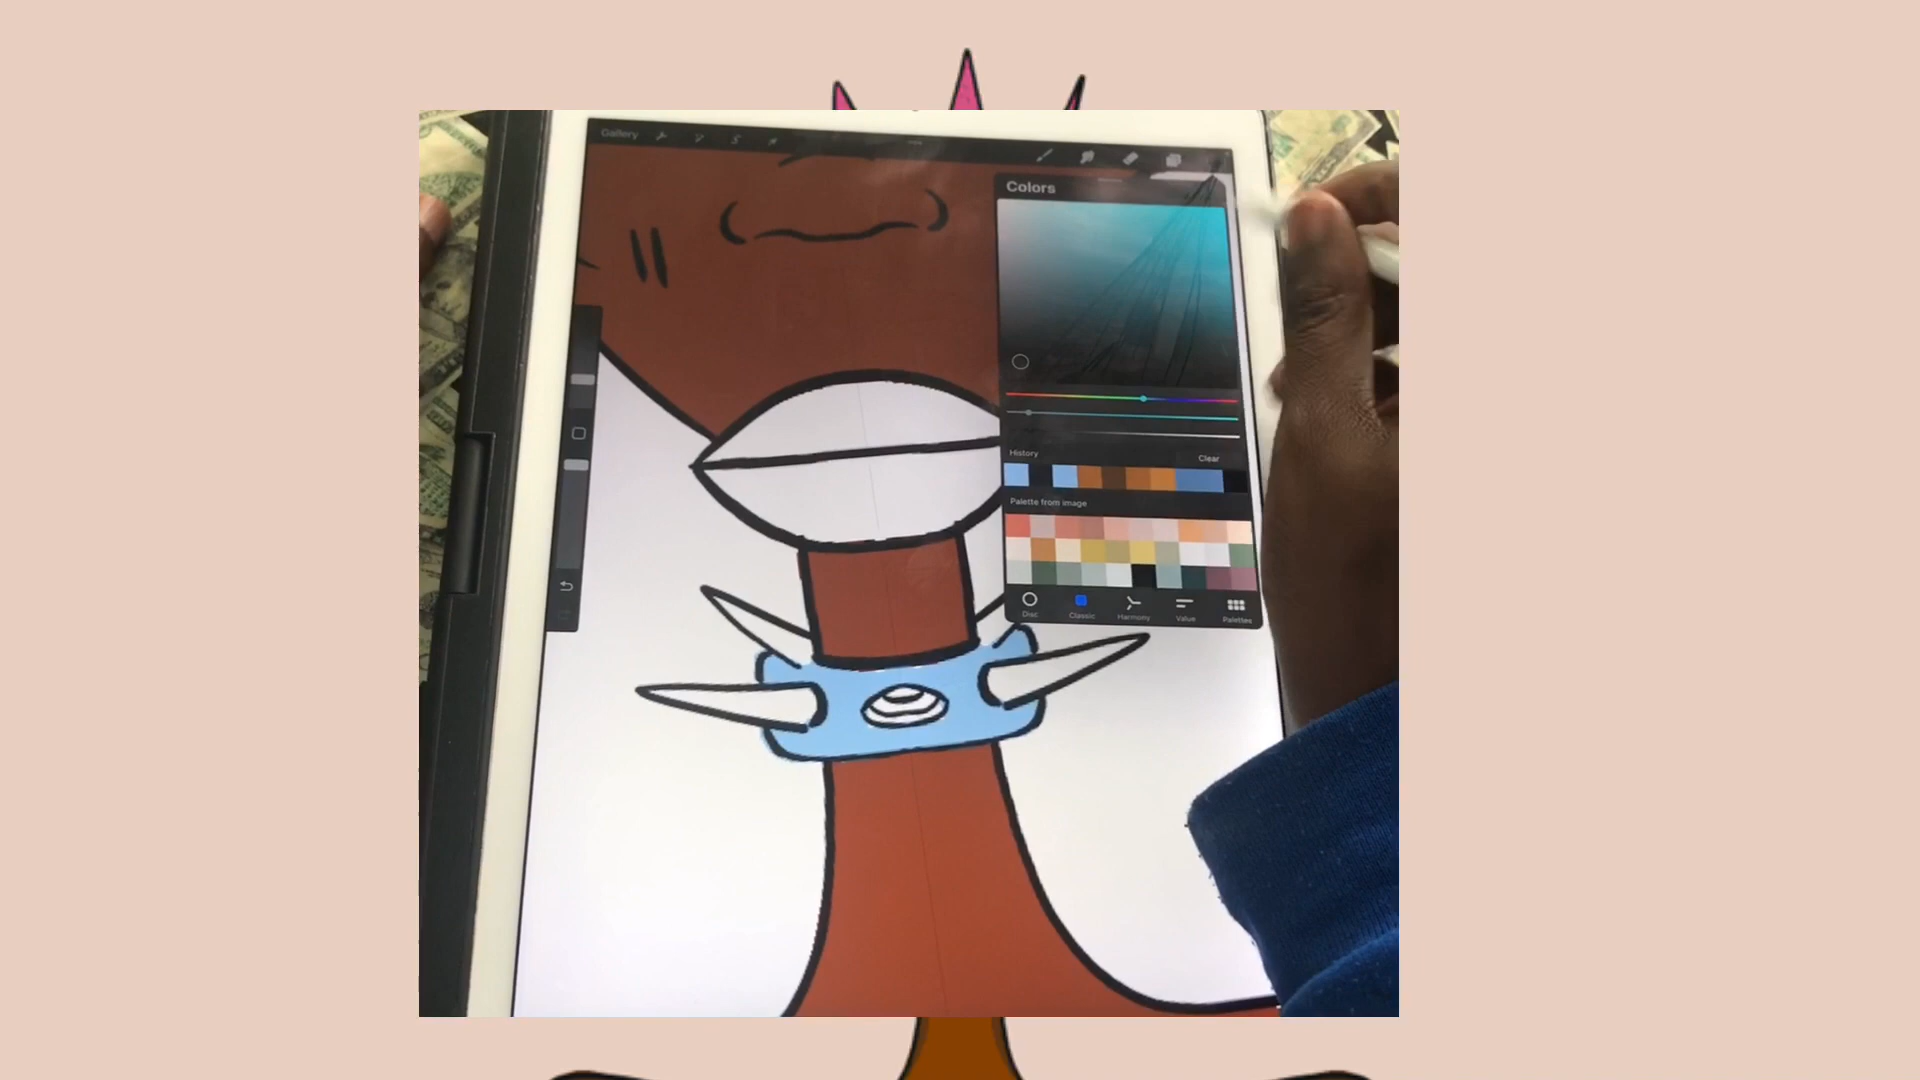 Gallery
Colors
History
Clear
Palette from image
Disc
Classic
Harmony
Value
Palettes